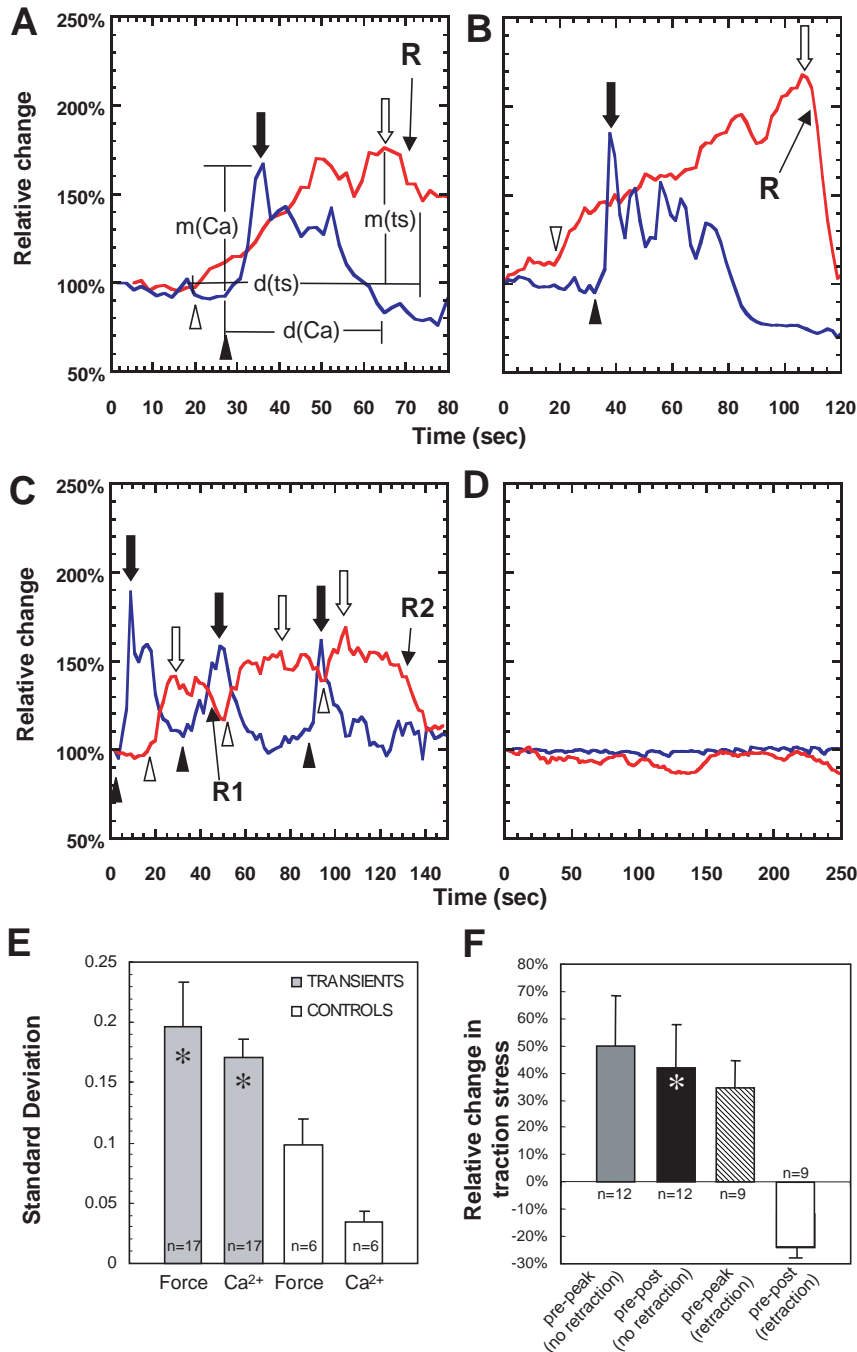 A
B
250%
200%
150%
100%
50%
Relative change
R
m(Ca)
m(ts)
d(ts)
d(Ca)
R
0 10 20 30 40 50 60 70 80
0 20 40 60 80 100 120
Time (sec)
C
D
250%
200%
150%
100%
50%
Relative change
R2
R1
0 20 40 60 80 100 120 140
0 50 100 150 200 250
Time (sec)
E
0.25
0.2
0.15
0.1
0.05
0
Standard Deviation
TRANSIENTS
CONTROLS
*
*
n=17
n=17
n=6
n=6
Force Ca²⁺ Force Ca²⁺
F
80%
70%
60%
50%
40%
30%
20%
10%
0%
-10%
-20%
-30%
Relative change in
traction stress
*
n=12
n=12
n=9
n=9
pre-peak
(no retraction)
pre-post
(no retraction)
pre-peak
(retraction)
pre-post
(retraction)